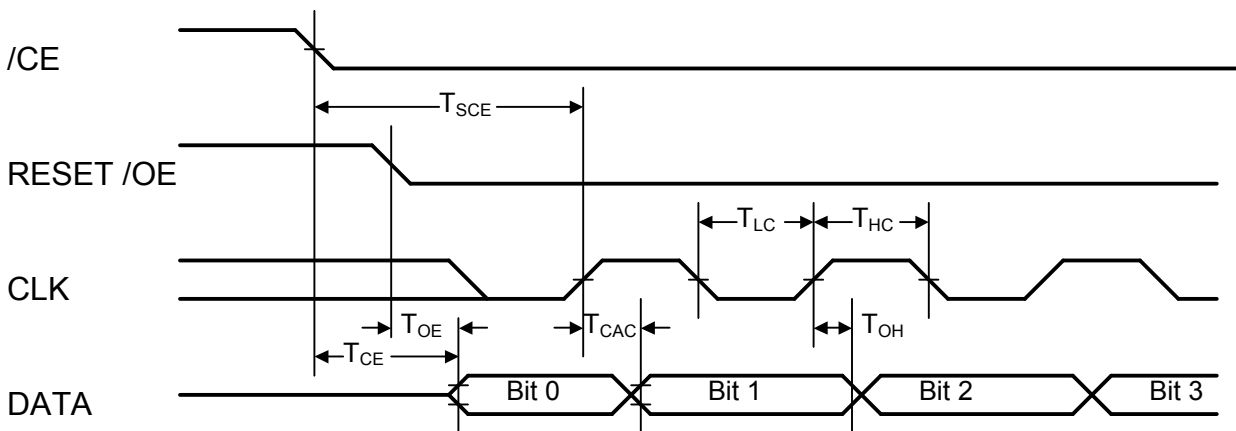 /CE
T_SCE
RESET /OE
T_LC
T_HC
CLK
T_OE
T_CAC
T_OH
T_CE
DATA
Bit 0
Bit 1
Bit 2
Bit 3